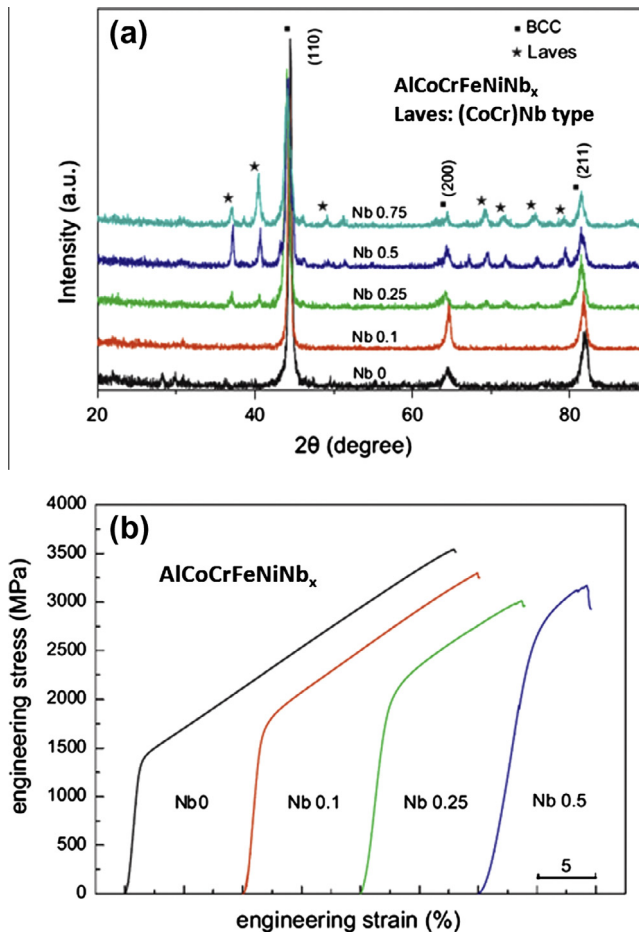 (a)
(110)
■ BCC
★ Laves
AlCoCrFeNiNbx
Laves: (CoCr)Nb type
(200)
(211)
Nb 0.75
Nb 0.5
Nb 0.25
Nb 0.1
Nb 0
Intensity (a.u.)
20 40 60 80
2θ (degree)
(b)
AlCoCrFeNiNbx
4000
3500
3000
2500
2000
1500
1000
500
0
engineering stress (MPa)
Nb0 Nb 0.1 Nb 0.25 Nb 0.5
5
engineering strain (%)